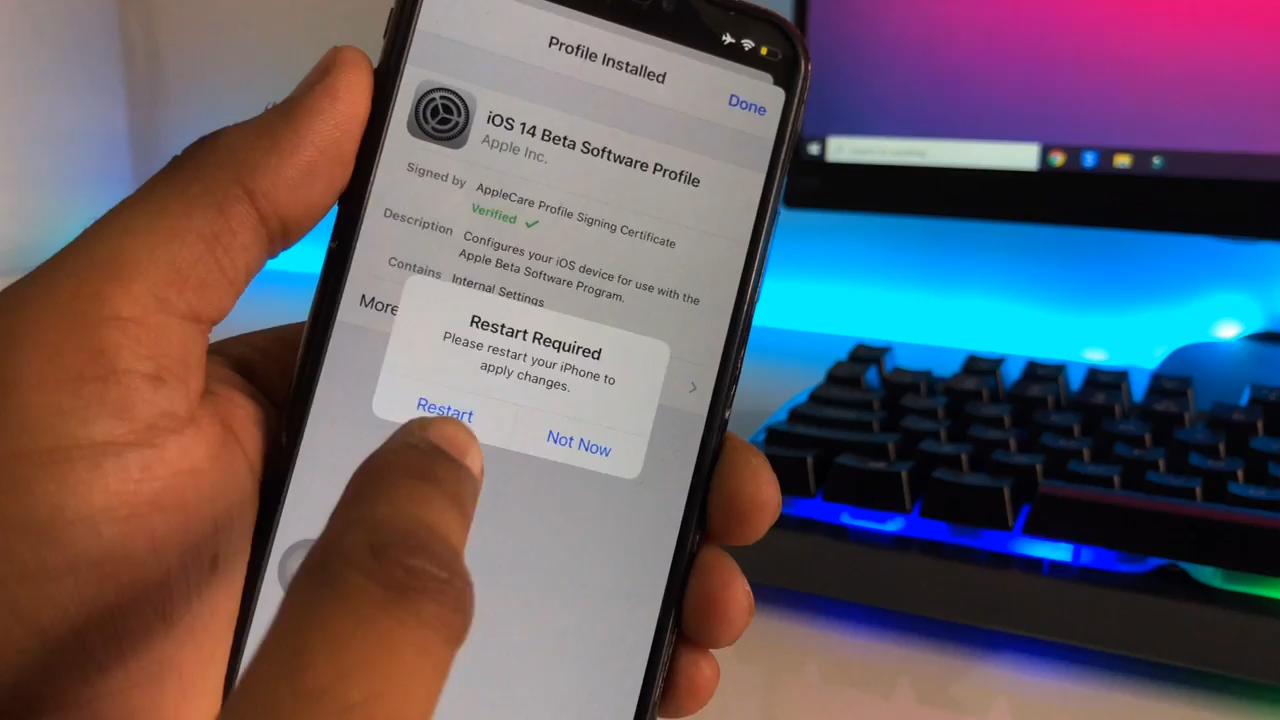 Profile Installed
Done
iOS 14 Beta Software Profile
Apple Inc.
Signed by AppleCare Profile Signing Certificate
Verified ✓
Description Configures your iOS device for use with the
Apple Beta Software Program.
Contains Internal Settings
More
Restart Required
Please restart your iPhone to
apply changes.
Restart
Not Now